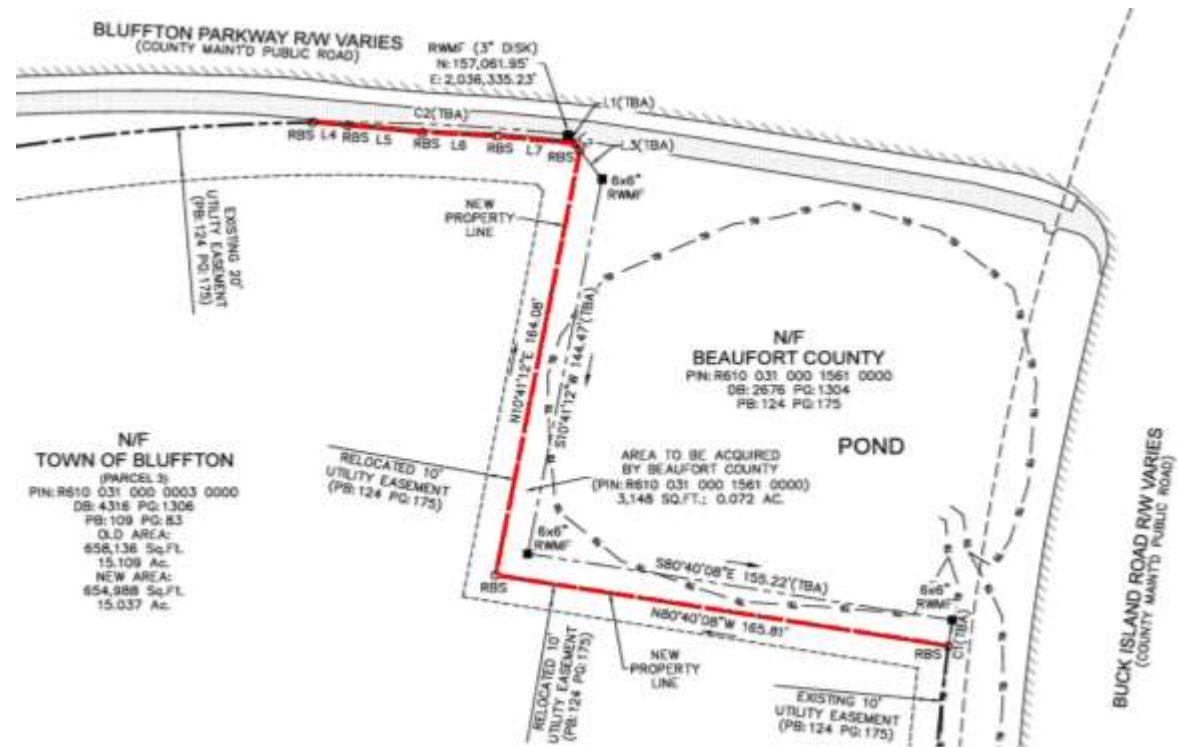 BLUFFTON PARKWAY R/W VARIES
(COUNTY MAINT'D PUBLIC ROAD)
RWMF (3" DISK)
N: 157,061.95'
E: 2,036,335.23'
L1(TBA)
C2(TBA)
L3(TBA)
RBS L4 RBS L5 RBS L6 RBS L7 RBS
6x6"
RWMF
NEW
PROPERTY
LINE
EXISTING 20'
UTILITY EASEMENT
(PB: 124 PG: 175)
N10°41'12"E 164.08'
S10°41'12"W 144.47'(TBA)
N/F
BEAUFORT COUNTY
PIN: R610 031 000 1561 0000
DB: 2676 PG: 1304
PB: 124 PG: 175
POND
N/F
TOWN OF BLUFFTON
(PARCEL 3)
PIN: R610 031 000 0003 0000
DB: 4316 PG: 1306
PB: 109 PG: 83
OLD AREA:
658,136 Sq.Ft.
15.109 Ac.
NEW AREA:
654,988 Sq.Ft.
15.037 Ac.
RELOCATED 10'
UTILITY EASEMENT
(PB: 124 PG: 175)
AREA TO BE ACQUIRED
BY BEAUFORT COUNTY
(PIN: R610 031 000 1561 0000)
3,148 SQ.FT.; 0.072 AC.
6x6"
RWMF
RBS
S80°40'08"E 155.22'(TBA)
6x6"
RWMF
N80°40'08"W 165.81'
RBS
C1(TBA)
RELOCATED 10'
UTILITY EASEMENT
(PB: 124 PG: 175)
NEW
PROPERTY
LINE
EXISTING 10'
UTILITY EASEMENT
(PB: 124 PG: 175)
BUCK ISLAND ROAD R/W VARIES
(COUNTY MAINT'D PUBLIC ROAD)